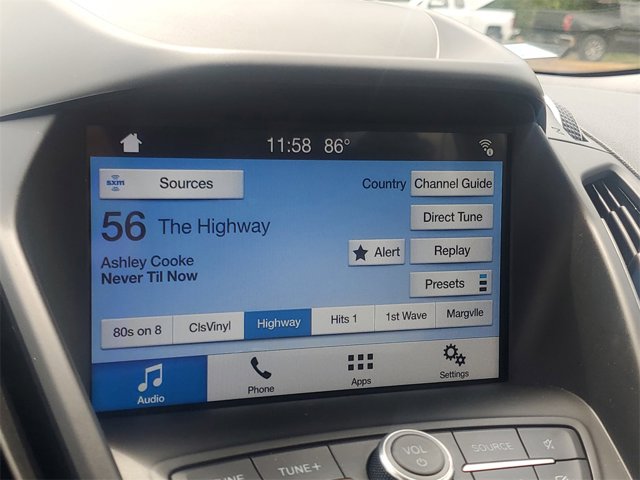 11:58 86°
sxm Sources
Country Channel Guide
56 The Highway
Direct Tune
Ashley Cooke
Never Til Now
Alert Replay
Presets
80s on 8 ClsVinyl Highway Hits 1 1st Wave Margvlle
Audio Phone Apps Settings
TUNE TUNE+ VOL SOURCE